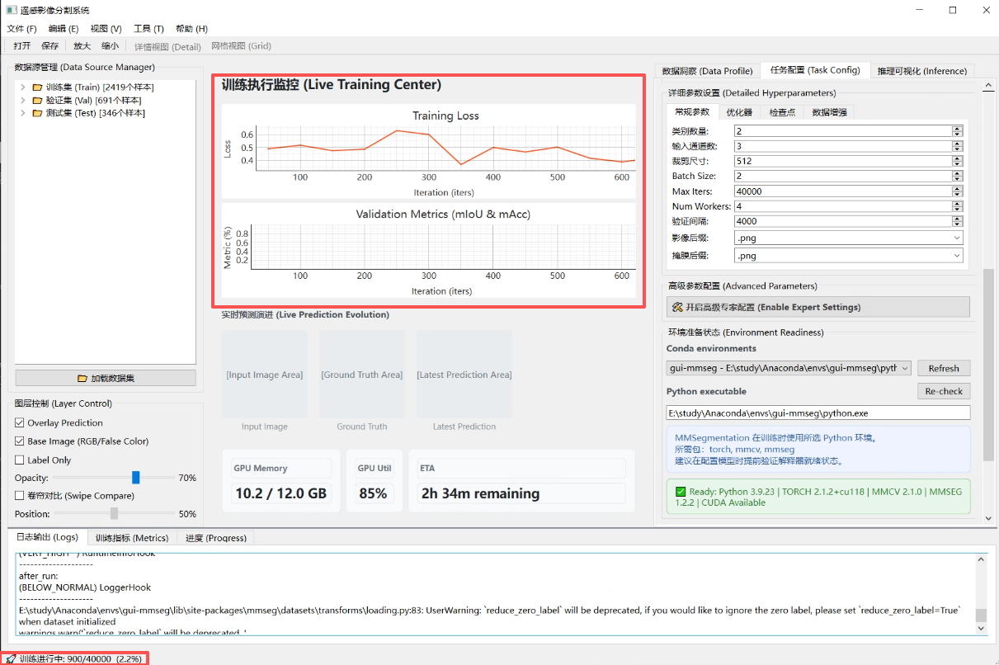 遥感影像分割系统
文件 (F) 编辑 (E) 视图 (V) 工具 (T) 帮助 (H)
打开 保存 放大 缩小 详情视图 (Detail) 网格视图 (Grid)
数据源管理 (Data Source Manager)
训练集 (Train) [2419个样本]
验证集 (Val) [691个样本]
测试集 (Test) [346个样本]
加载数据集
图层控制 (Layer Control)
Overlay Prediction
Base Image (RGB/False Color)
Label Only
Opacity: 70%
卷帘对比 (Swipe Compare)
Position: 50%
训练执行监控 (Live Training Center)
Training Loss
Loss
0.6
0.5
0.4
100 200 300 400 500 600
Iteration (iters)
Validation Metrics (mIoU & mAcc)
Metric (%)
0.8
0.6
0.4
0.2
100 200 300 400 500 600
Iteration (iters)
实时预测演进 (Live Prediction Evolution)
[Input Image Area] [Ground Truth Area] [Latest Prediction Area]
Input Image Ground Truth Latest Prediction
GPU Memory GPU Util ETA
10.2 / 12.0 GB 85% 2h 34m remaining
数据洞察 (Data Profile) 任务配置 (Task Config) 推理可视化 (Inference)
详细参数设置 (Detailed Hyperparameters)
常规参数 优化器 检查点 数据增强
类别数量: 2
输入通道数: 3
裁剪尺寸: 512
Batch Size: 2
Max Iters: 40000
Num Workers: 4
验证间隔: 4000
影像后缀: .png
掩膜后缀: .png
高级参数配置 (Advanced Parameters)
开启高级专家配置 (Enable Expert Settings)
环境准备状态 (Environment Readiness)
Conda environments
gui-mmseg - E:\study\Anaconda\envs\gui-mmseg\pyth Refresh
Python executable Re-check
E:\study\Anaconda\envs\gui-mmseg\python.exe
MMSegmentation 在训练时使用所选 Python 环境。
所需包：torch, mmcv, mmseg
建议在配置模型时提前验证解释器就绪状态。
Ready: Python 3.9.23 | TORCH 2.1.2+cu118 | MMCV 2.1.0 | MMSEG
1.2.2 | CUDA Available
日志输出 (Logs) 训练指标 (Metrics) 进度 (Progress)
(VERY_HIGH ) RuntimeInfoHook
--------------------
after_run:
(BELOW_NORMAL) LoggerHook
--------------------
E:\study\Anaconda\envs\gui-mmseg\lib\site-packages\mmseg\datasets\transforms\loading.py:83: UserWarning: `reduce_zero_label` will be deprecated, if you would like to ignore the zero label, please set `reduce_zero_label=True`
when dataset initialized
warnings.warn('`reduce_zero_label` will be deprecated, '
训练进行中: 900/40000 (2.2%)